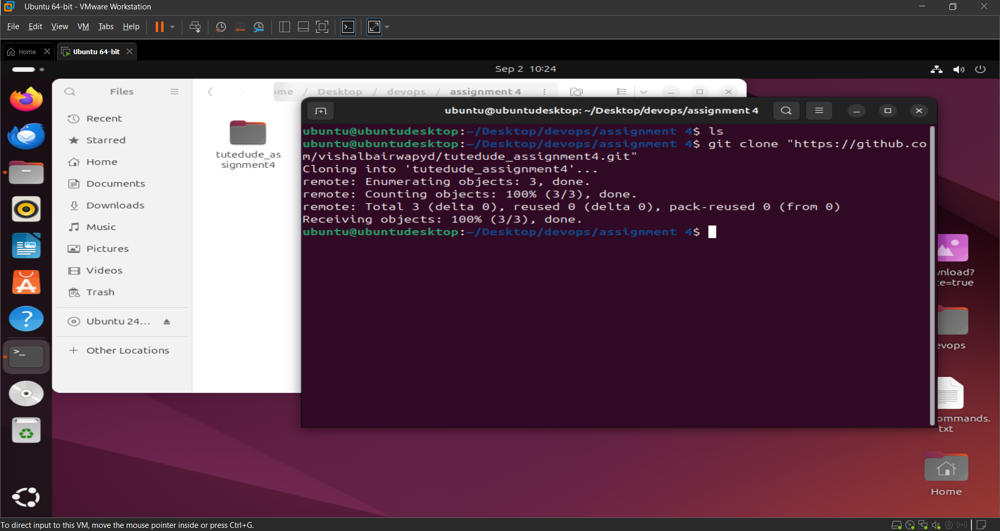 Ubuntu 64-bit - VMware Workstation
File Edit View VM Tabs Help
Home
Ubuntu 64-bit
Sep 2 10:24
Files
/ Desktop / devops / assignment 4
Recent
Starred
Home
Documents
Downloads
Music
Pictures
Videos
Trash
Ubuntu 24...
Other Locations
tutedude_as
signment4
ubuntu@ubuntudesktop: ~/Desktop/devops/assignment 4
ubuntu@ubuntudesktop:~/Desktop/devops/assignment 4$ ls
ubuntu@ubuntudesktop:~/Desktop/devops/assignment 4$ git clone "https://github.co
m/vishalbairwapyd/tutedude_assignment4.git"
Cloning into 'tutedude_assignment4'...
remote: Enumerating objects: 3, done.
remote: Counting objects: 100% (3/3), done.
remote: Total 3 (delta 0), reused 0 (delta 0), pack-reused 0 (from 0)
Receiving objects: 100% (3/3), done.
ubuntu@ubuntudesktop:~/Desktop/devops/assignment 4$
txt
Home
To direct input to this VM, move the mouse pointer inside or press Ctrl+G.